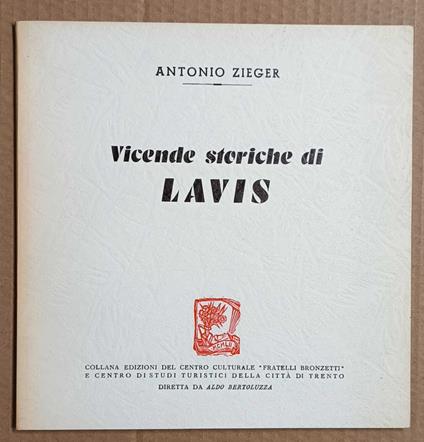 ANTONIO ZIEGER
Vicende storiche di
LAVIS
COLLANA EDIZIONI DEL CENTRO CULTURALE "FRATELLI BRONZETTI"
E CENTRO DI STUDI TURISTICI DELLA CITTÀ DI TRENTO
DIRETTA DA ALDO BERTOLUZZA